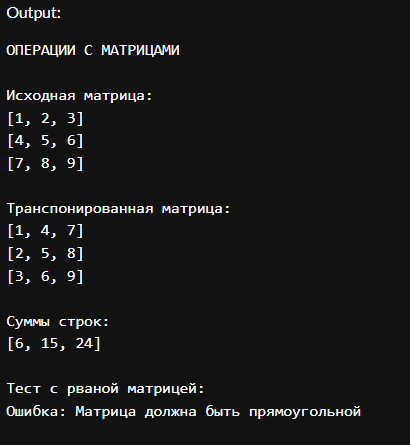 Output:
ОПЕРАЦИИ С МАТРИЦАМИ
Исходная матрица:
[1, 2, 3]
[4, 5, 6]
[7, 8, 9]
Транспонированная матрица:
[1, 4, 7]
[2, 5, 8]
[3, 6, 9]
Суммы строк:
[6, 15, 24]
Тест с рваной матрицей:
Ошибка: Матрица должна быть прямоугольной